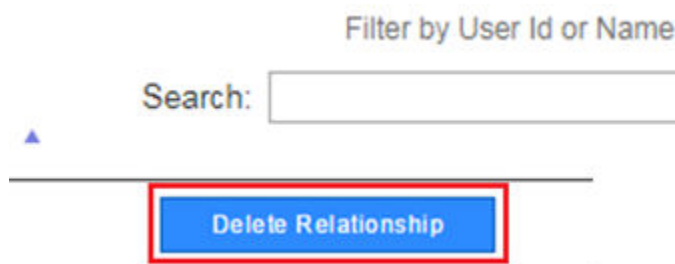 Filter by User Id or Name
Search:
Delete Relationship